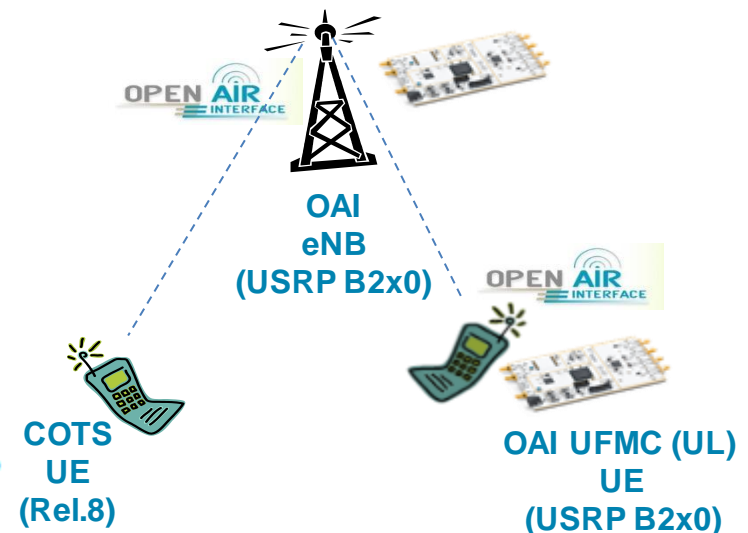 OPEN AIR
INTERFACE
OAI
eNB
(USRP B2x0)
OPEN AIR
INTERFACE
COTS
UE
(Rel.8)
OAI UFMC (UL)
UE
(USRP B2x0)